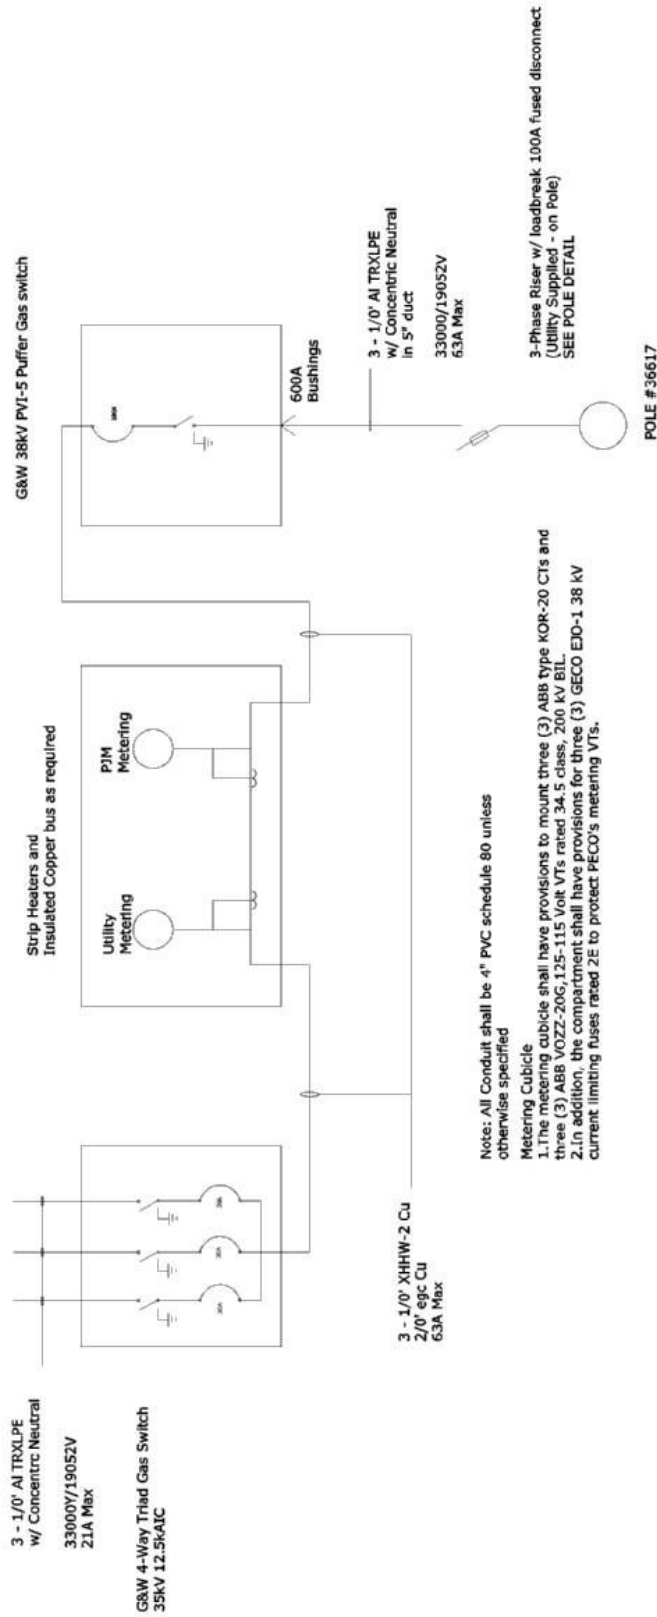 3 - 1/0' Al TRXLPE
w/ Concentrc Neutral
33000Y/19052V
21A Max
G&W 4-Way Triad Gas Switch
35kV 12.5kAIC
Strip Heaters and
Insulated Copper bus as required
Utility
Metering
PJM
Metering
G&W 38kV PVI-5 Puffer Gas switch
600A
Bushings
3 - 1/0' Al TRXLPE
w/ Concentric Neutral
in 5" duct
33000/19052V
63A Max
3-Phase Riser w/ loadbreak 100A fused disconnect
(Utility Supplied - on Pole)
SEE POLE DETAIL
POLE #36617
3 - 1/0' XHHW-2 Cu
2/0' egc Cu
63A Max
Note: All Conduit shall be 4" PVC schedule 80 unless
otherwise specified
Metering Cubicle
1.The metering cubicle shall have provisions to mount three (3) ABB type KOR-20 CTs and
three (3) ABB VOZZ-20G,125-115 Volt VTs rated 34.5 class, 200 kV BIL.
2.In addition, the compartment shall have provisions for three (3) GECO EJO-1 38 kV
current limiting fuses rated 2E to protect PECO's metering VTs.